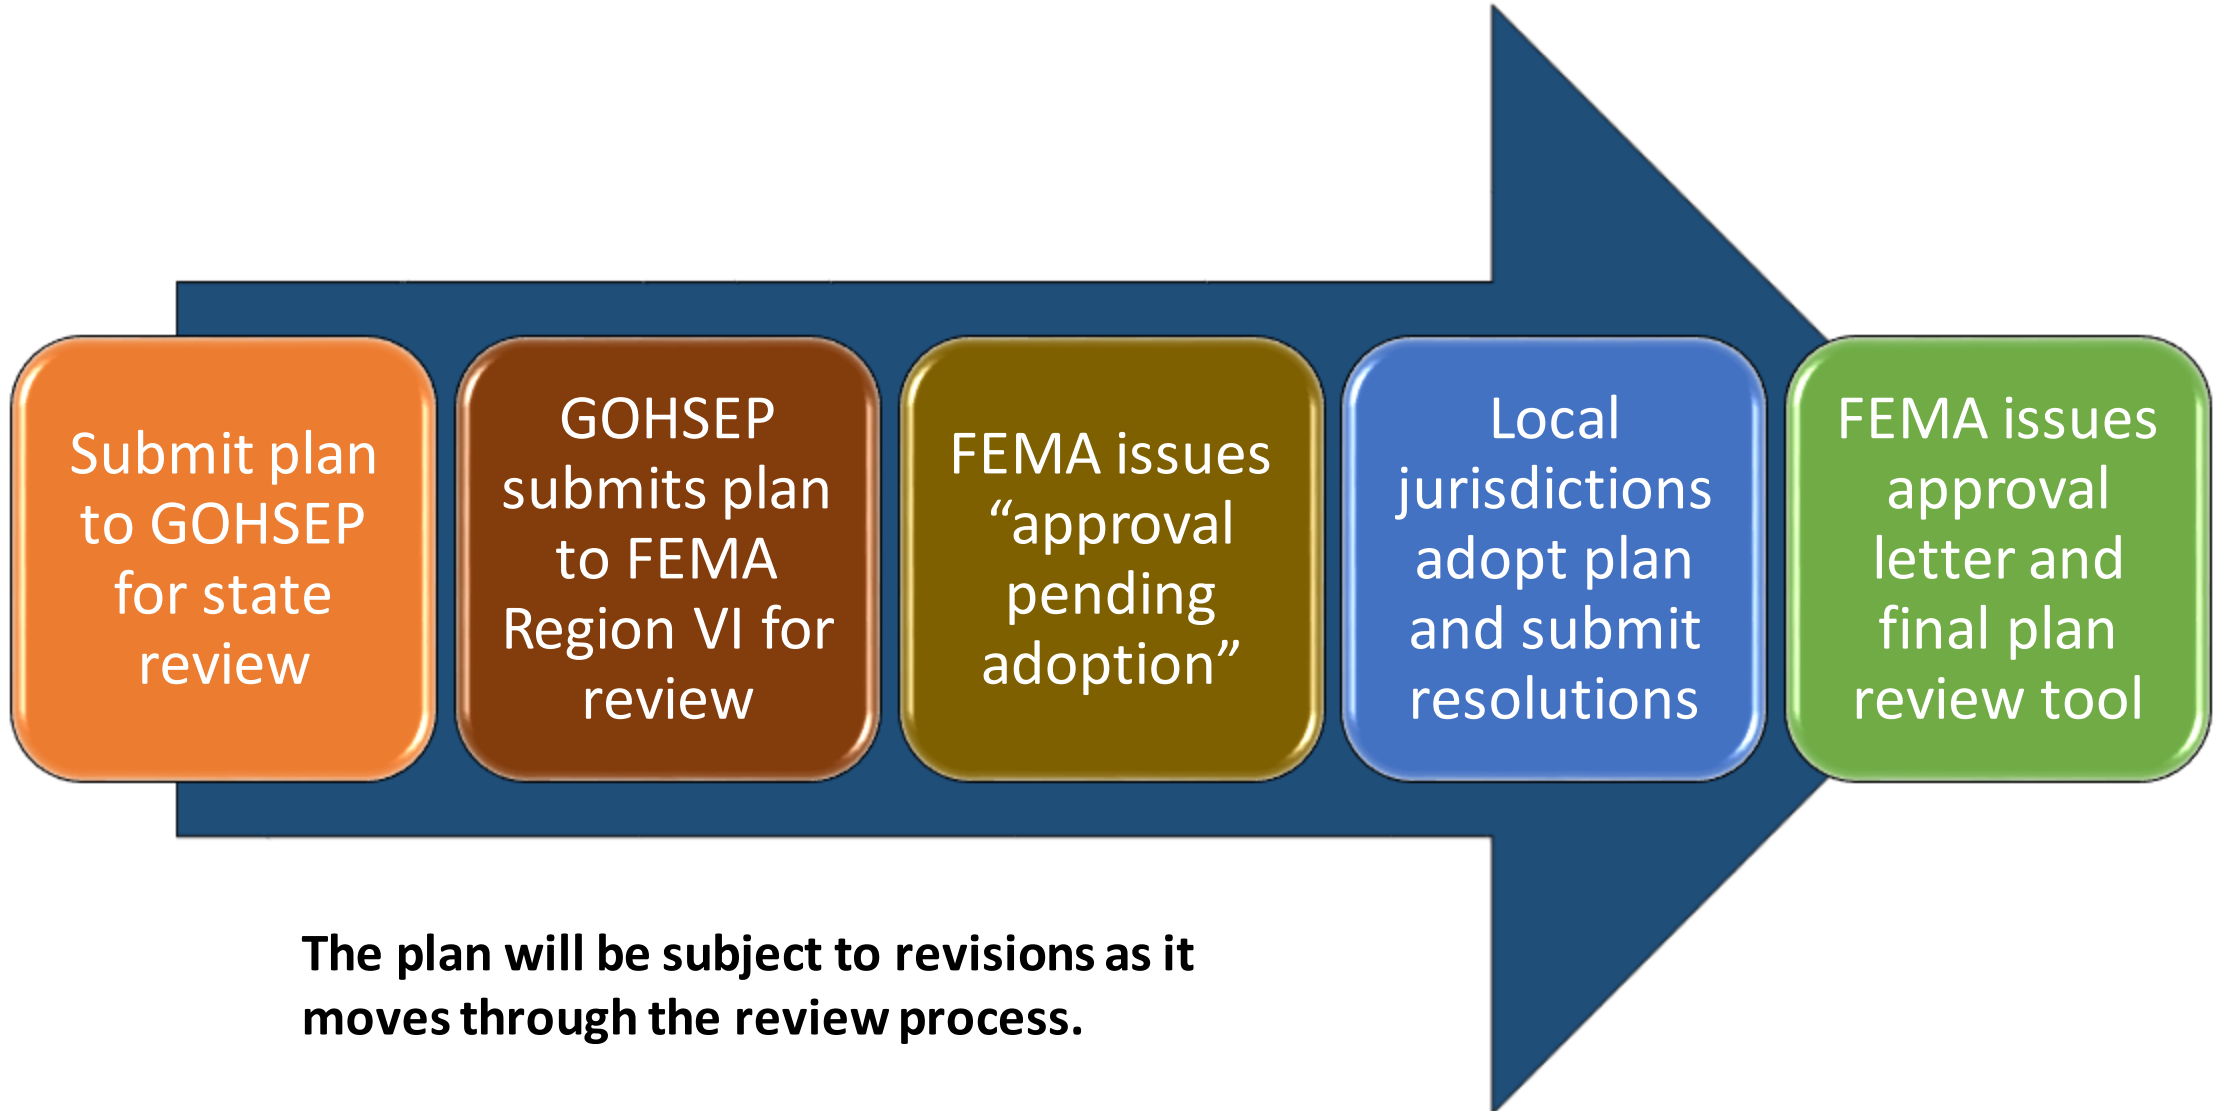 Submit plan
to GOHSEP
for state
review
GOHSEP
submits plan
to FEMA
Region VI for
review
FEMA issues
“approval
pending
adoption”
Local
jurisdictions
adopt plan
and submit
resolutions
FEMA issues
approval
letter and
final plan
review tool
The plan will be subject to revisions as it
moves through the review process.